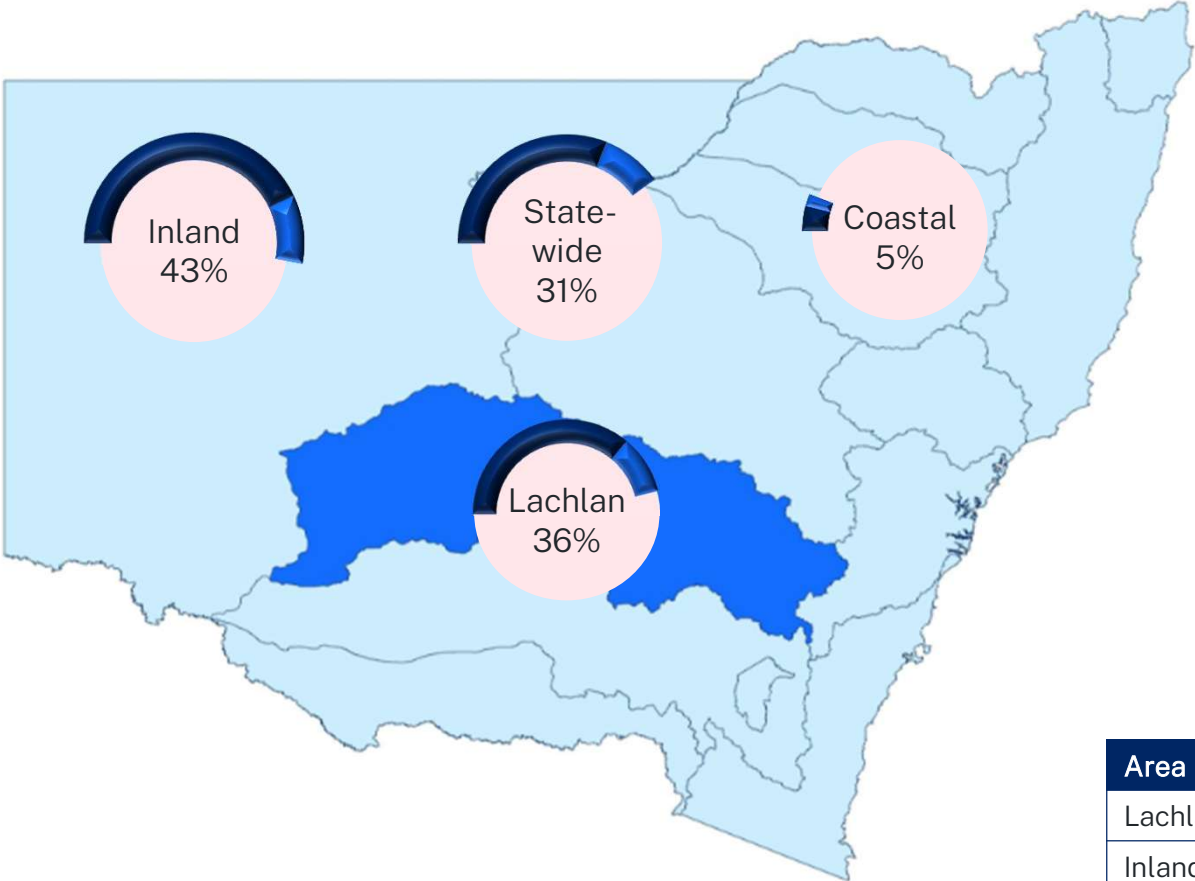 Inland
43%
State-
wide
31%
Coastal
5%
Lachlan
36%
Area